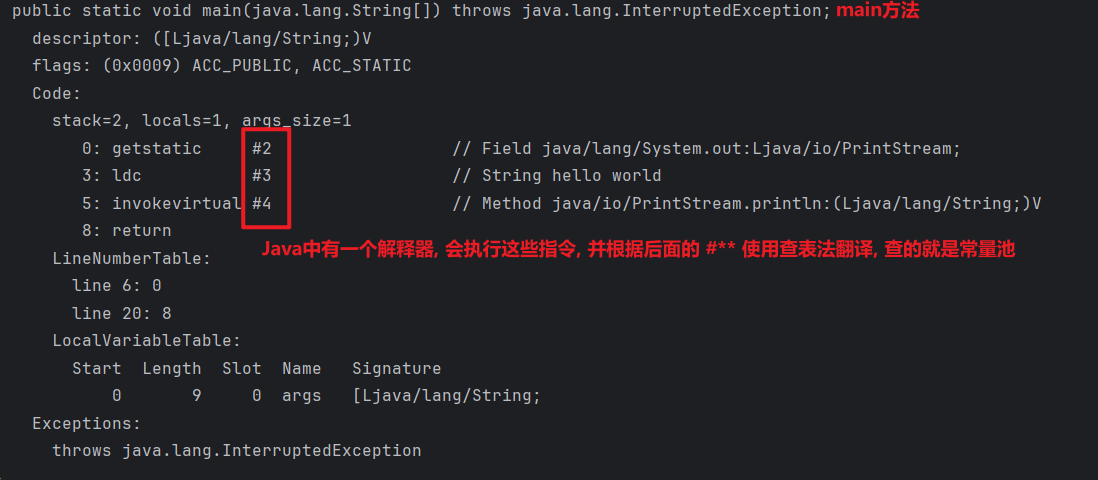 public static void main(java.lang.String[]) throws java.lang.InterruptedException; main方法
descriptor: ([Ljava/lang/String;)V
flags: (0x0009) ACC_PUBLIC, ACC_STATIC
Code:
stack=2, locals=1, args_size=1
0: getstatic #2 // Field java/lang/System.out:Ljava/io/PrintStream;
3: ldc #3 // String hello world
5: invokevirtual #4 // Method java/io/PrintStream.println:(Ljava/lang/String;)V
8: return
Java中有一个解释器, 会执行这些指令, 并根据后面的 #** 使用查表法翻译, 查的就是常量池
LineNumberTable:
line 6: 0
line 20: 8
LocalVariableTable:
Start Length Slot Name Signature
0 9 0 args [Ljava/lang/String;
Exceptions:
throws java.lang.InterruptedException